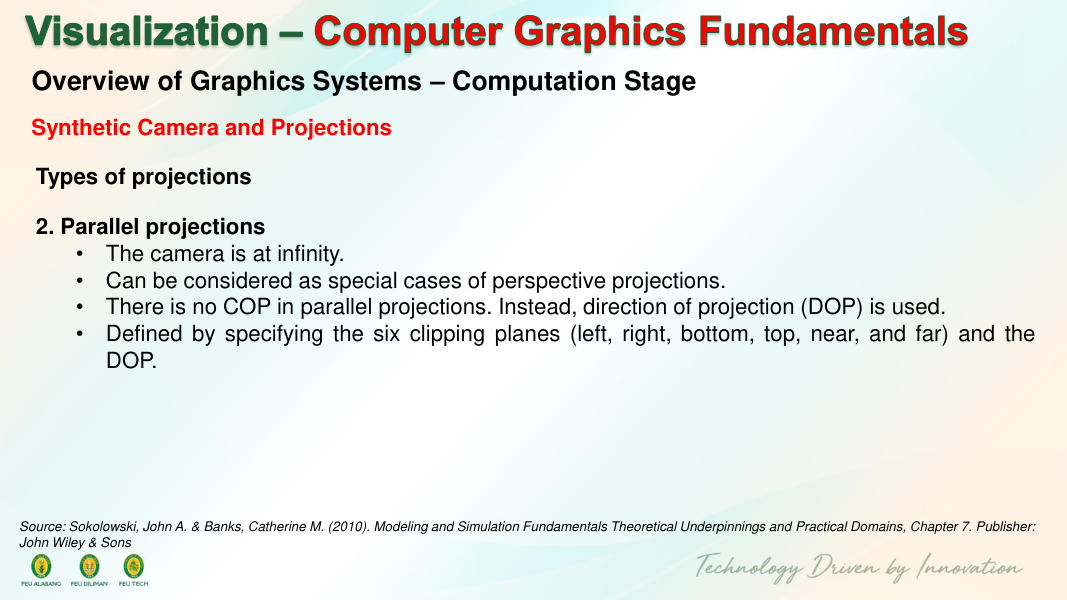 Visualization – Computer Graphics Fundamentals
Overview of Graphics Systems – Computation Stage
Synthetic Camera and Projections
Types of projections
2. Parallel projections
• The camera is at infinity.
• Can be considered as special cases of perspective projections.
• There is no COP in parallel projections. Instead, direction of projection (DOP) is used.
• Defined by specifying the six clipping planes (left, right, bottom, top, near, and far) and the
DOP.
Source: Sokolowski, John A. & Banks, Catherine M. (2010). Modeling and Simulation Fundamentals Theoretical Underpinnings and Practical Domains, Chapter 7. Publisher:
John Wiley & Sons
FEU ALABANG FEU DILIMAN FEU TECH
Technology Driven by Innovation